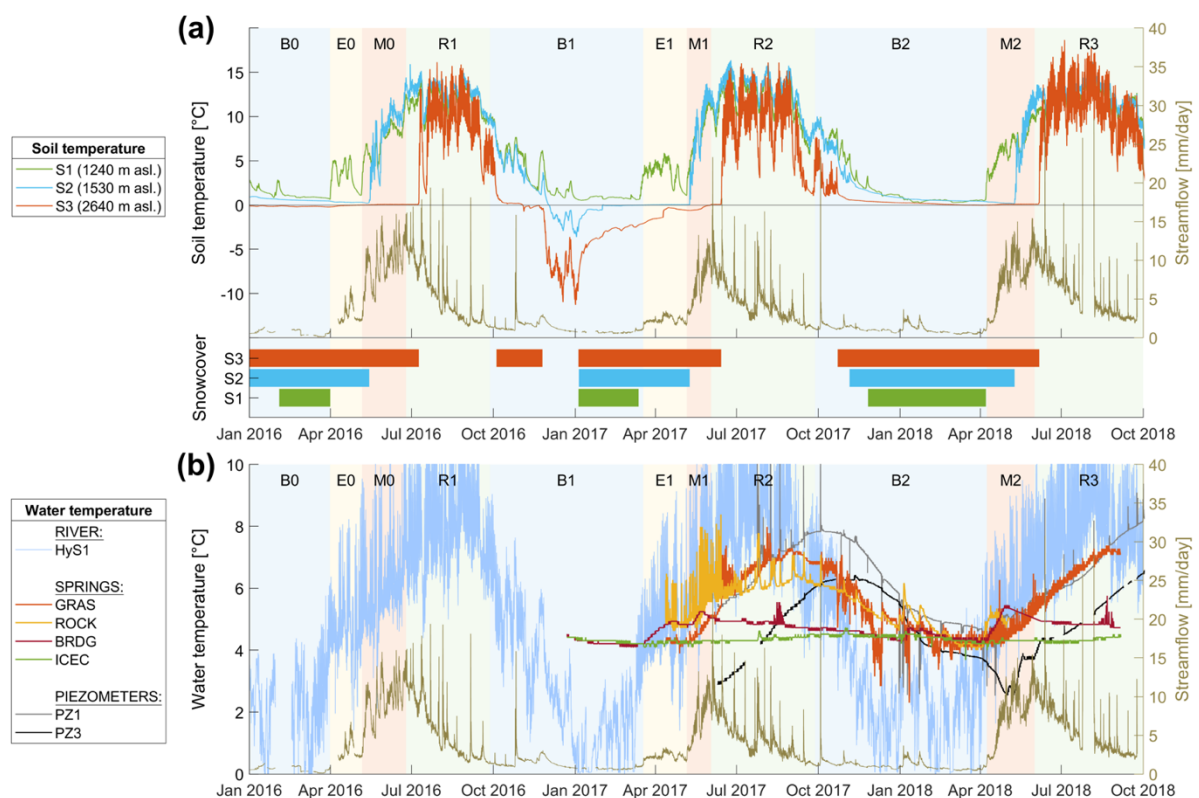 (a)
B0 E0 M0 R1 B1 E1 M1 R2 B2 M2 R3
Soil temperature
S1 (1240 m asl.)
S2 (1530 m asl.)
S3 (2640 m asl.)
Soil temperature [°C]
15
10
5
0
-5
-10
Streamflow [mm/day]
40
35
30
25
20
15
10
5
0
Snowcover
S3
S2
S1
Jan 2016 Apr 2016 Jul 2016 Oct 2016 Jan 2017 Apr 2017 Jul 2017 Oct 2017 Jan 2018 Apr 2018 Jul 2018 Oct 2018
(b)
B0 E0 M0 R1 B1 E1 M1 R2 B2 M2 R3
Water temperature
RIVER:
HyS1
SPRINGS:
GRAS
ROCK
BRDG
ICEC
PIEZOMETERS:
PZ1
PZ3
Water temperature [°C]
10
8
6
4
2
0
Streamflow [mm/day]
40
35
30
25
20
15
10
5
0
Jan 2016 Apr 2016 Jul 2016 Oct 2016 Jan 2017 Apr 2017 Jul 2017 Oct 2017 Jan 2018 Apr 2018 Jul 2018 Oct 2018